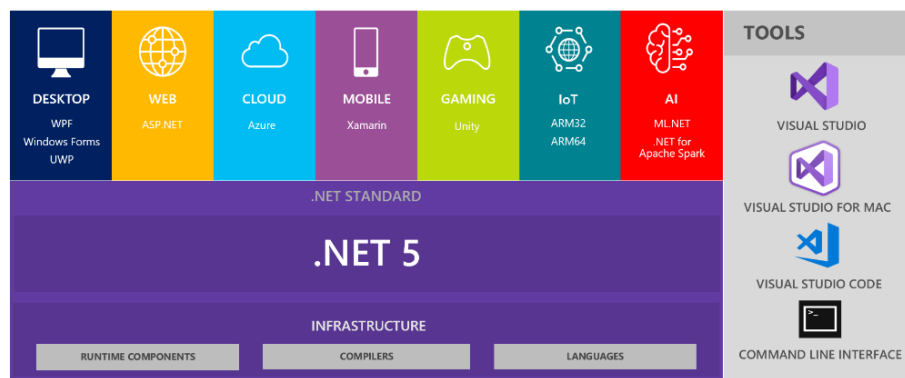 DESKTOP
WPF
Windows Forms
UWP
WEB
ASP.NET
CLOUD
Azure
MOBILE
Xamarin
GAMING
Unity
IoT
ARM32
ARM64
AI
ML.NET
.NET for
Apache Spark
.NET STANDARD
.NET 5
INFRASTRUCTURE
RUNTIME COMPONENTS
COMPILERS
LANGUAGES
TOOLS
VISUAL STUDIO
VISUAL STUDIO FOR MAC
VISUAL STUDIO CODE
>_
COMMAND LINE INTERFACE